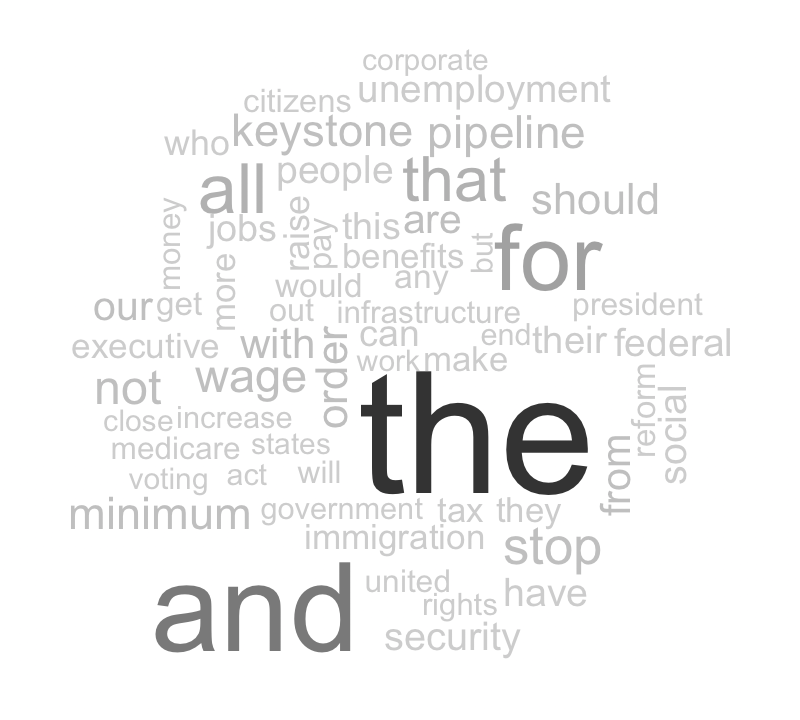 corporate
citizens unemployment
who keystone pipeline
all people that should
money jobs raise pay this are but for
more would benefits any
our get out infrastructure president
executive with order can end their federal
not wage work make
the
close increase reform social
medicare states
voting act will from
minimum government tax they
immigration stop
and united rights have
security